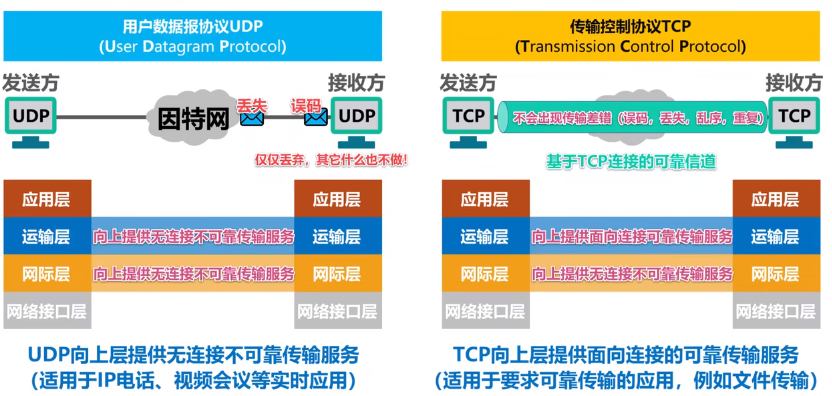 用户数据报协议UDP
(User Datagram Protocol)
发送方
接收方
UDP
因特网
丢失
误码
UDP
仅仅丢弃，其它什么也不做！
应用层
应用层
运输层
向上提供无连接不可靠传输服务
运输层
网际层
向上提供无连接不可靠传输服务
网际层
网络接口层
网络接口层
UDP向上层提供无连接不可靠传输服务
（适用于IP电话、视频会议等实时应用）
传输控制协议TCP
(Transmission Control Protocol)
发送方
接收方
TCP
不会出现传输差错（误码，丢失，乱序，重复）
TCP
基于TCP连接的可靠信道
应用层
应用层
运输层
向上提供面向连接可靠传输服务
运输层
网际层
向上提供无连接不可靠传输服务
网际层
网络接口层
网络接口层
TCP向上层提供面向连接的可靠传输服务
（适用于要求可靠传输的应用，例如文件传输）